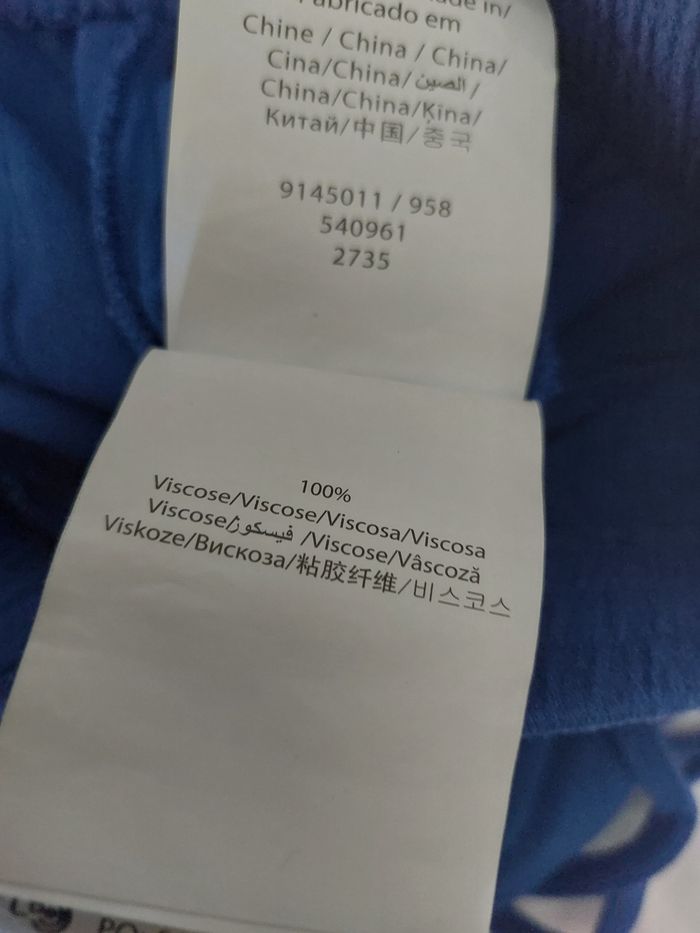 Fabricado em
Chine / China / China/
Cina/China/ الصين /
China/China/Ķīna/
Китай/中国/중국
9145011 / 958
540961
2735
100%
Viscose/Viscose/Viscosa/Viscosa
Viscose/فيسكوز /Viscose/Vâscoză
Viskoze/Вискоза/粘胶纤维/비스코스